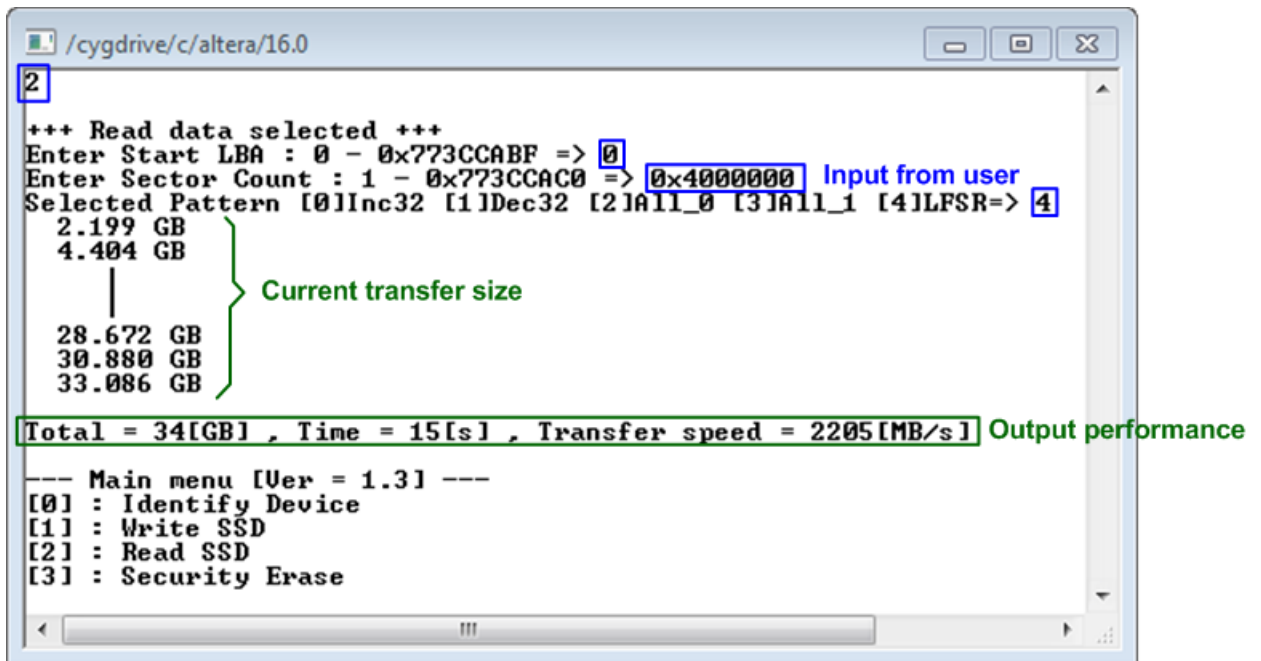 /cygdrive/c/altera/16.0
2
+++ Read data selected +++
Enter Start LBA : 0 - 0x773CCABF => 0
Enter Sector Count : 1 - 0x773CCAC0 => 0x4000000 Input from user
Selected Pattern [0]Inc32 [1]Dec32 [2]All_0 [3]All_1 [4]LFSR=> 4
2.199 GB
4.404 GB
Current transfer size
28.672 GB
30.880 GB
33.086 GB
Total = 34[GB] , Time = 15[s] , Transfer speed = 2205[MB/s] Output performance
--- Main menu [Ver = 1.3] ---
[0] : Identify Device
[1] : Write SSD
[2] : Read SSD
[3] : Security Erase